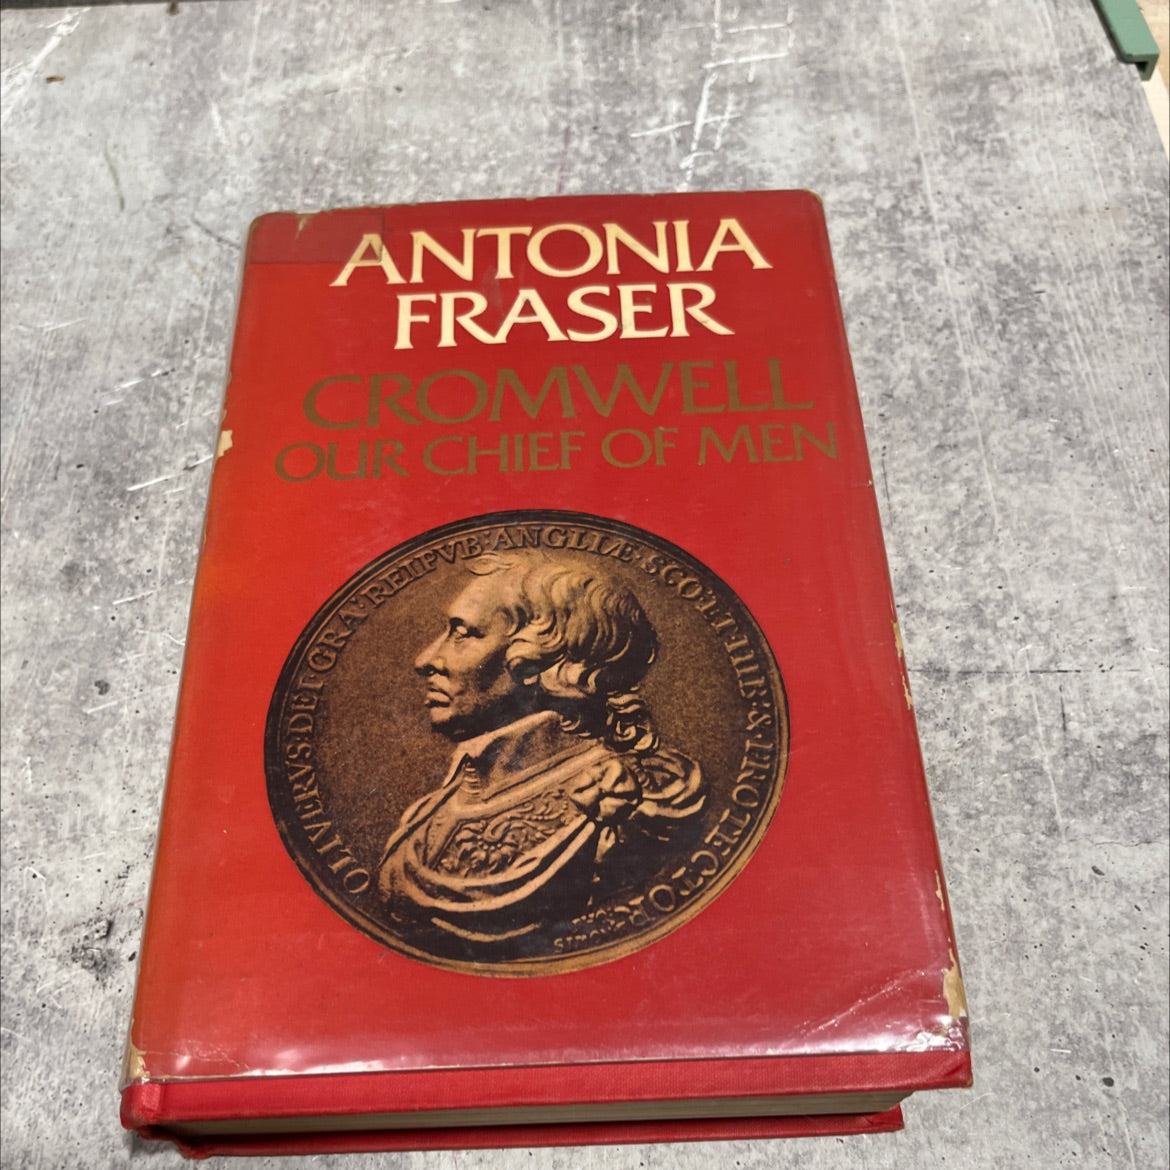 ANTONIA
FRASER
CROMWELL
OUR CHIEF OF MEN
OLIVERVS·DEI·GRA·REIPVB·ANGLIÆ·SCO·ET·HIB·&·PROTECTOR